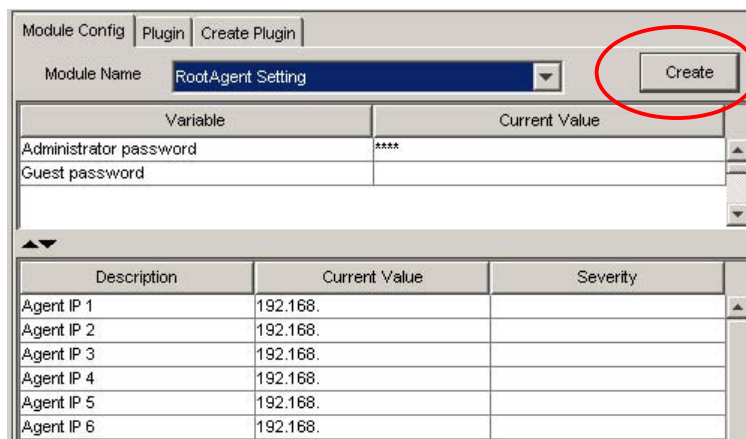 Module Config Plugin Create Plugin
Module Name RootAgent Setting Create
Variable Current Value
Administrator password ****
Guest password
Description Current Value Severity
Agent IP 1 192.168.
Agent IP 2 192.168.
Agent IP 3 192.168.
Agent IP 4 192.168.
Agent IP 5 192.168.
Agent IP 6 192.168.